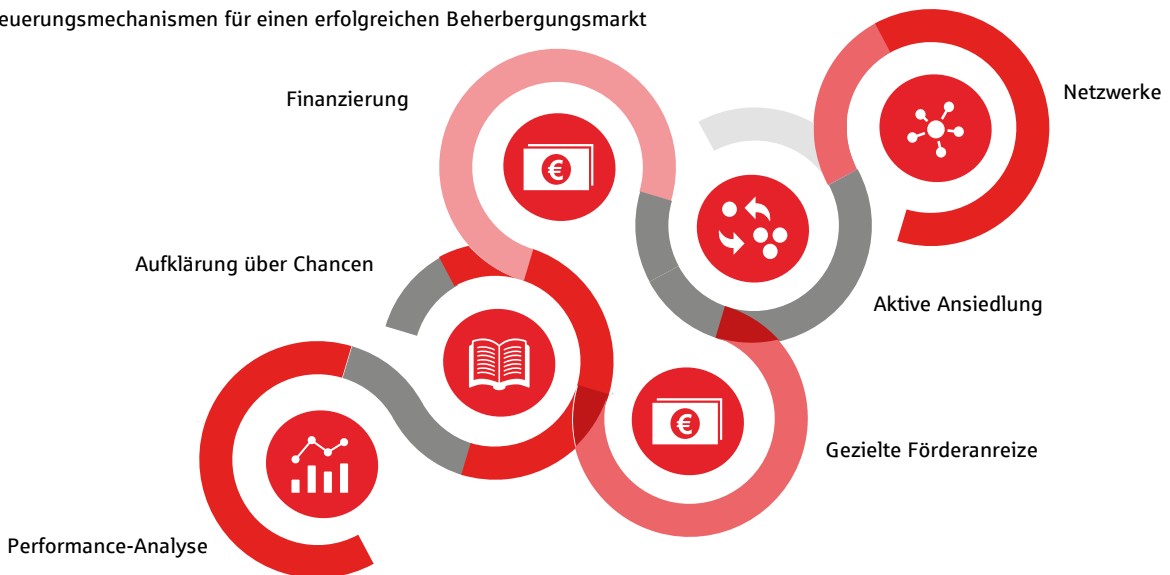 euerungsmechanismen für einen erfolgreichen Beherbergungsmarkt
Finanzierung
Netzwerke
Aufklärung über Chancen
Aktive Ansiedlung
Gezielte Förderanreize
Performance-Analyse
€
€